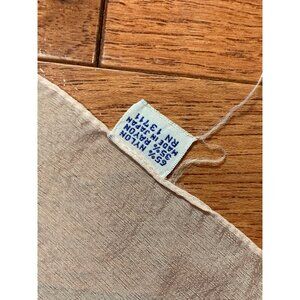 65% NYLON
35% RAYON
MADE IN JAPAN
RN 13711